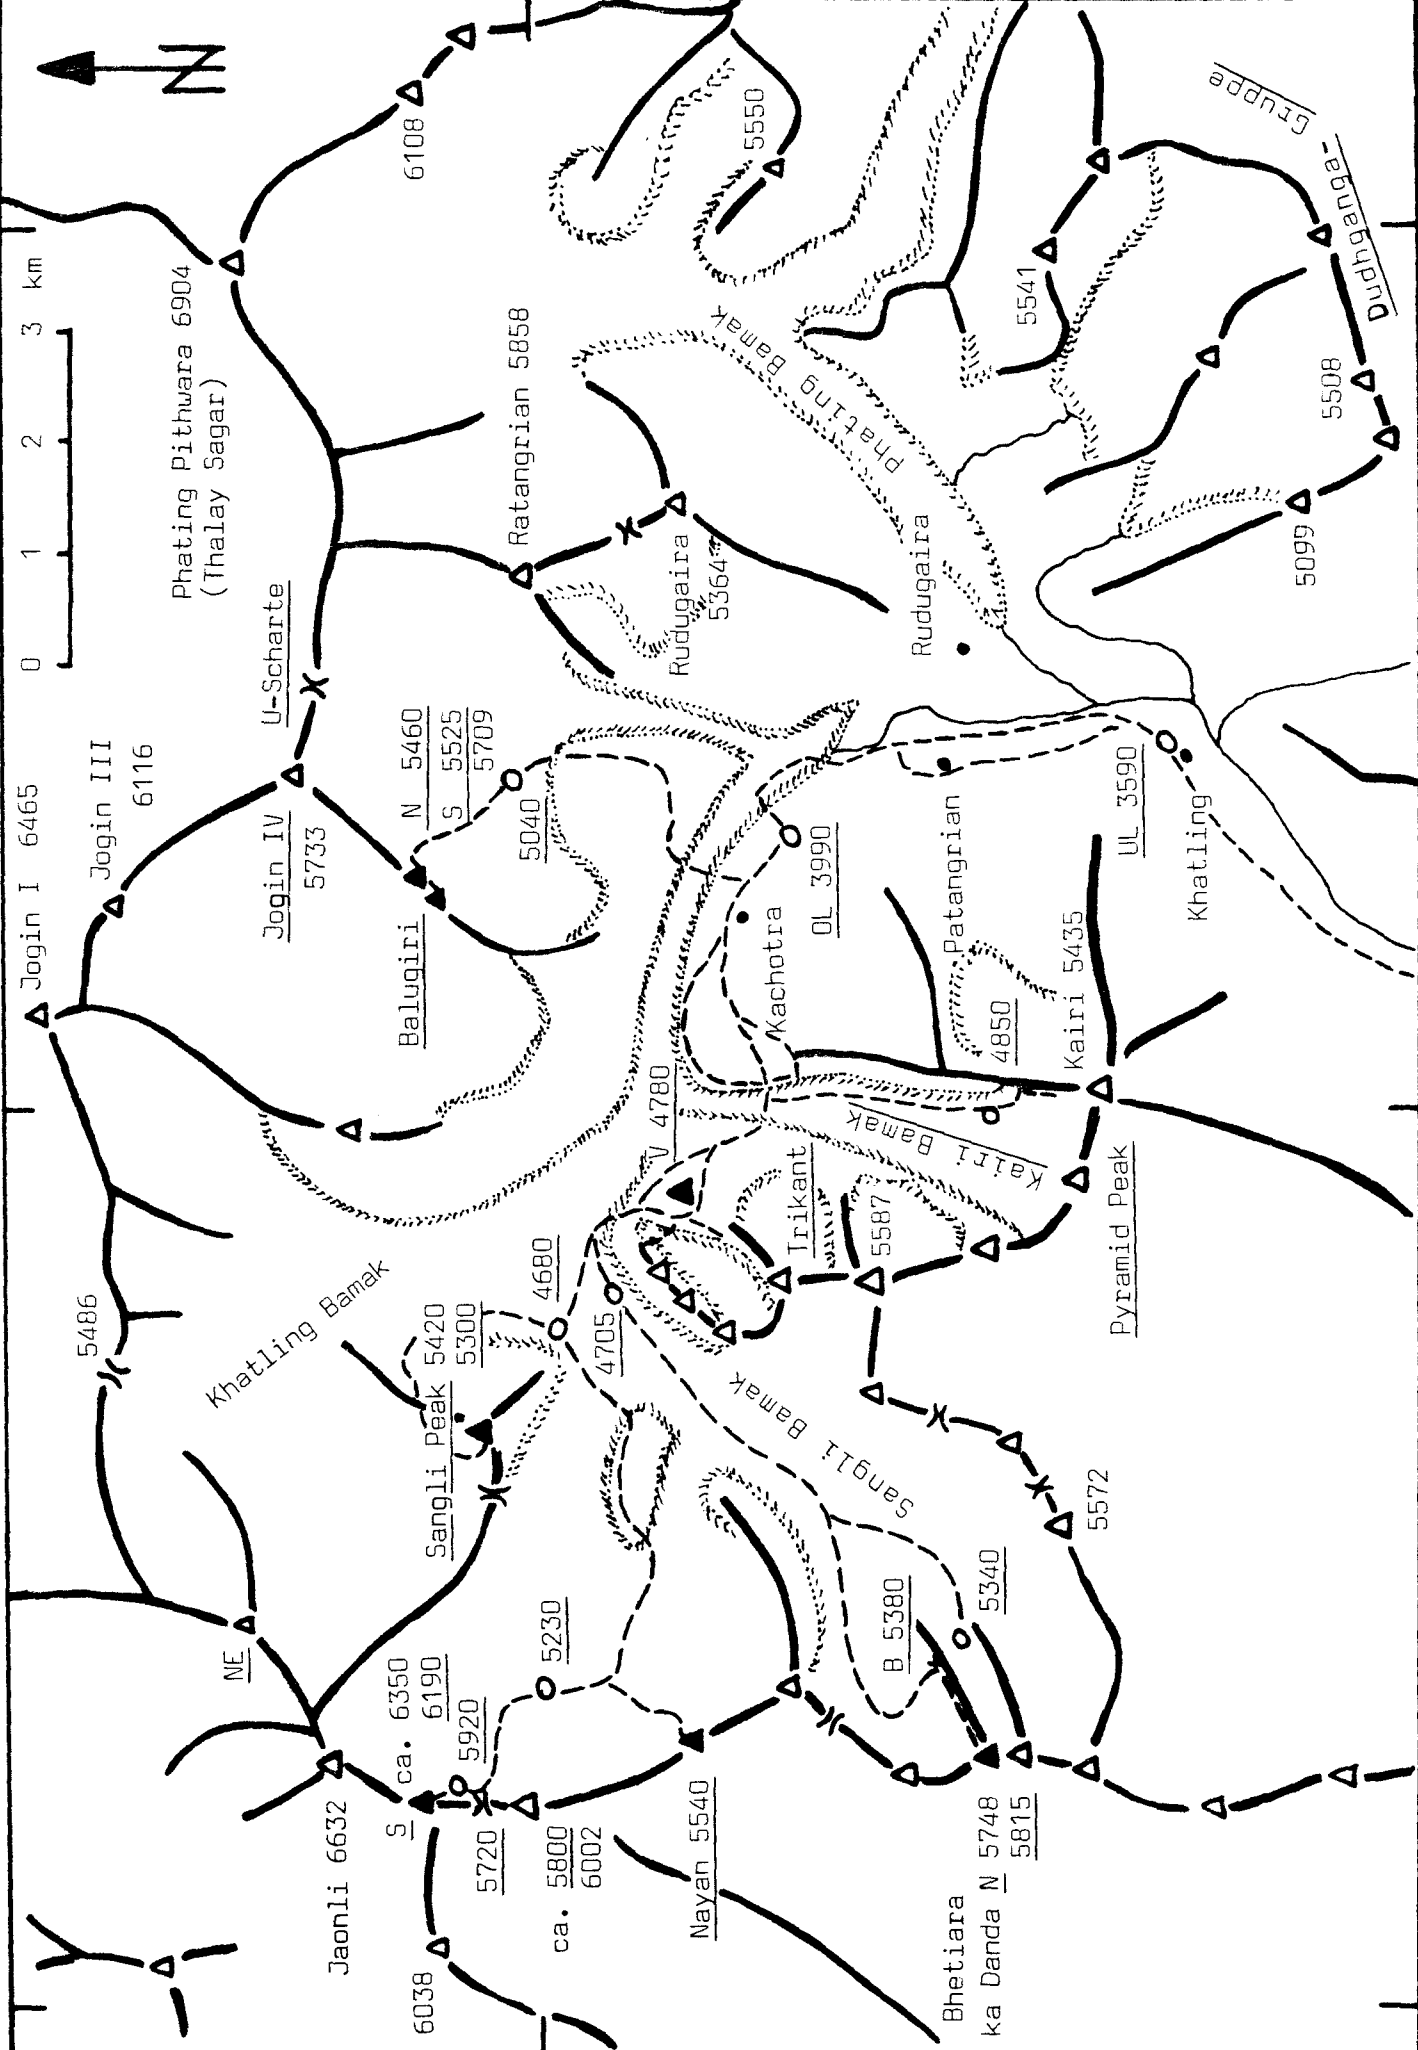 N
0 1 2 3 km
Jogin I 6465
Jogin III
6116
Phating Pithwara 6904
(Thalay Sagar)
6108
U-Scharte
Jogin IV
5733
5486
NE
Khatling Bamak
Balugiri
N 5460
S 5525
5709
5040
Ratangrian 5858
Rudugaira
5364
5550
Jaonli 6632
S
ca. 6350
6190
5920
6038
5720
ca. 5800
6002
Sangli Peak 5420
5300
4680
4705
5230
Nayan 5540
V 4780
Kachotra
OL 3990
Phating Bamak
Rudugaira
Patangrian
Sangli Bamak
Trikant
5587
Kairi Bamak
4850
Kairi 5435
Pyramid Peak
B 5380
5340
5572
Bhetiara
ka Danda N 5748
5815
UL 3590
Khatling
5541
5099
5508
Dudhganga-
Gruppe